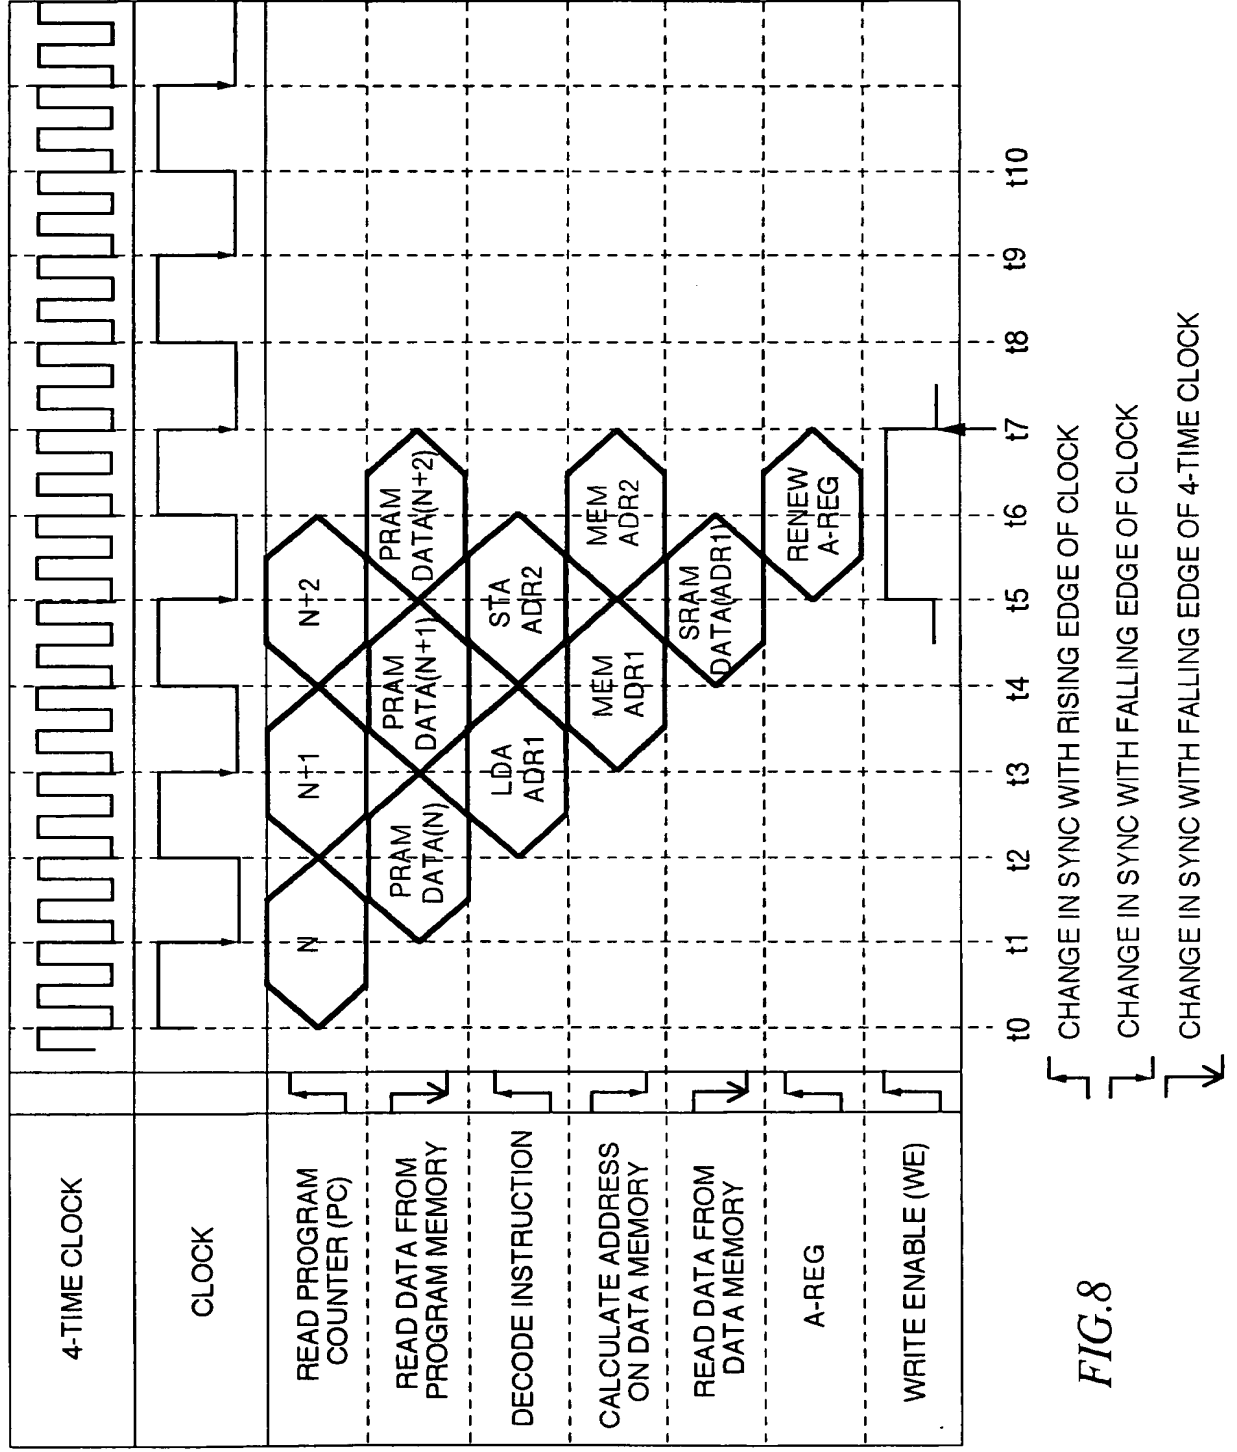 4-TIME CLOCK
CLOCK
READ PROGRAM
COUNTER (PC)
N
N+1
N+2
READ DATA FROM
PROGRAM MEMORY
PRAM
DATA(N)
PRAM
DATA(N+1)
PRAM
DATA(N+2)
DECODE INSTRUCTION
LDA
ADR1
STA
ADR2
CALCULATE ADDRESS
ON DATA MEMORY
MEM
ADR1
MEM
ADR2
READ DATA FROM
DATA MEMORY
SRAM
DATA(ADR1)
A-REG
RENEW
A-REG
WRITE ENABLE (WE)
t0 t1 t2 t3 t4 t5 t6 t7 t8 t9 t10
CHANGE IN SYNC WITH RISING EDGE OF CLOCK
CHANGE IN SYNC WITH FALLING EDGE OF CLOCK
CHANGE IN SYNC WITH FALLING EDGE OF 4-TIME CLOCK
FIG.8